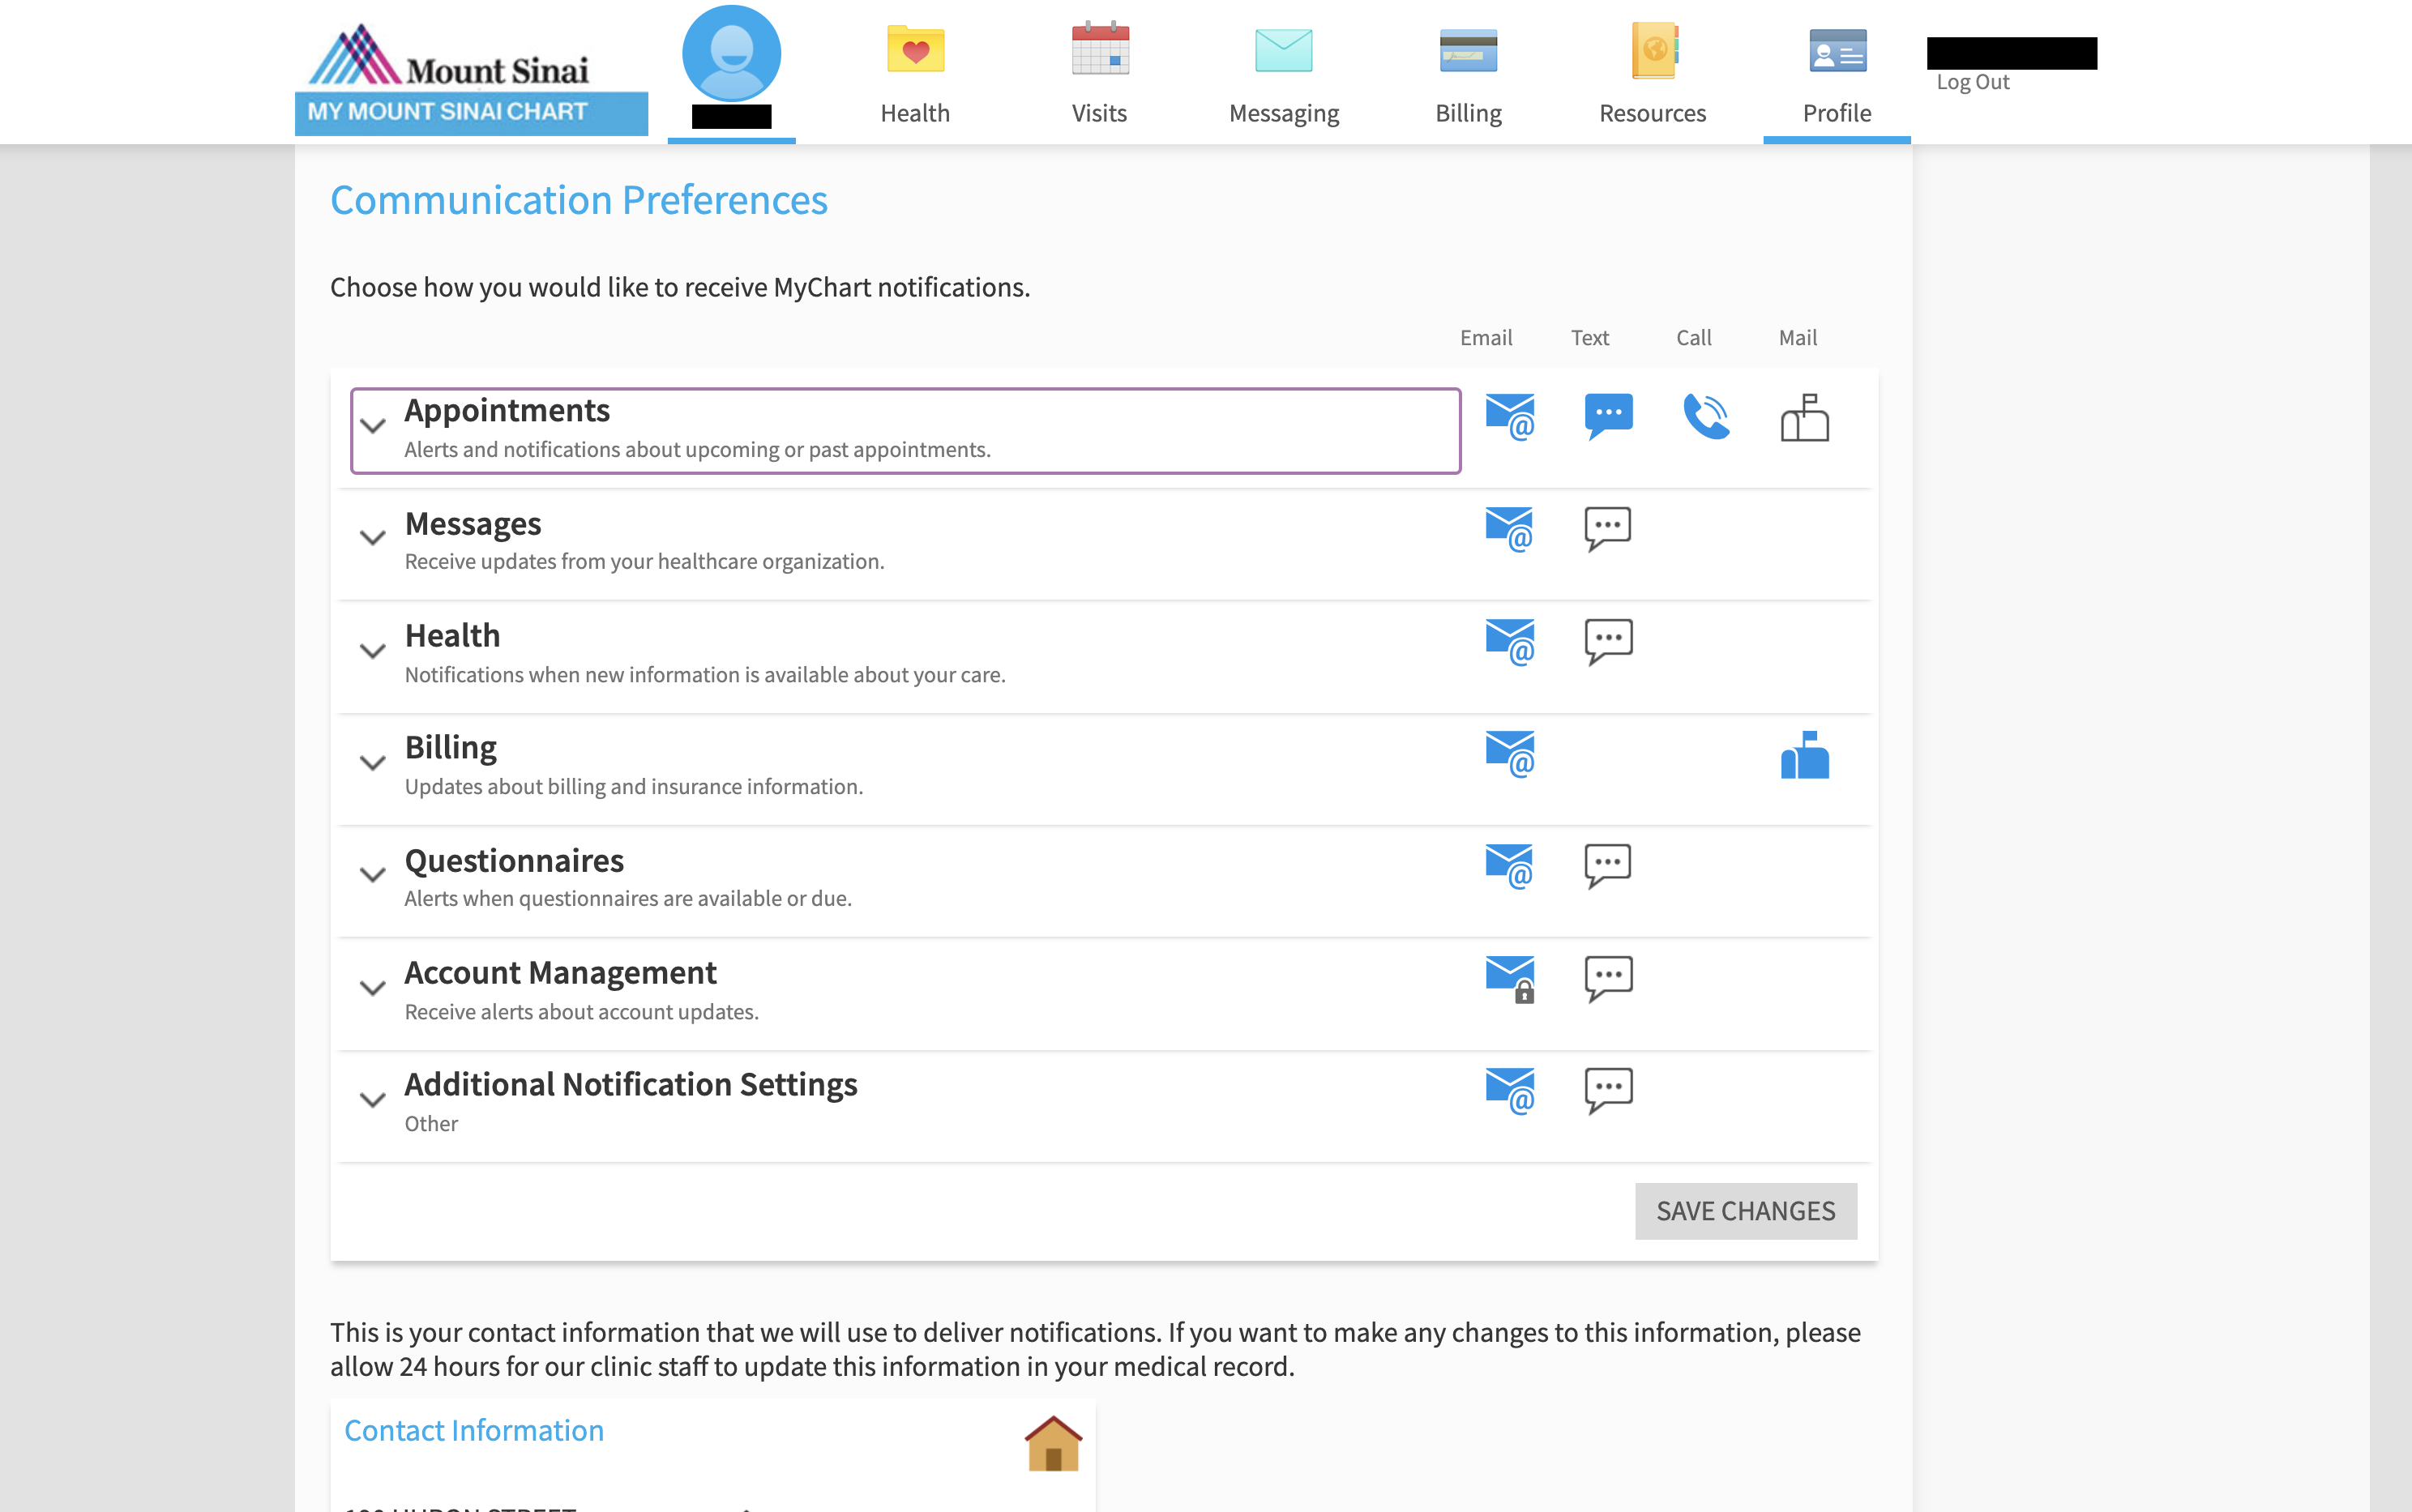 Mount Sinai
MY MOUNT SINAI CHART
Health
Visits
Messaging
Billing
Resources
Profile
Log Out
Communication Preferences
Choose how you would like to receive MyChart notifications.
Email Text Call Mail
Appointments
Alerts and notifications about upcoming or past appointments.
Messages
Receive updates from your healthcare organization.
Health
Notifications when new information is available about your care.
Billing
Updates about billing and insurance information.
Questionnaires
Alerts when questionnaires are available or due.
Account Management
Receive alerts about account updates.
Additional Notification Settings
Other
SAVE CHANGES
This is your contact information that we will use to deliver notifications. If you want to make any changes to this information, please
allow 24 hours for our clinic staff to update this information in your medical record.
Contact Information